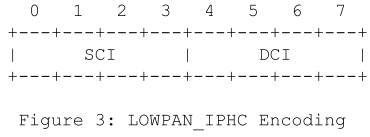 0 1 2 3 4 5 6 7
+---+---+---+---+---+---+---+---+
| SCI | DCI |
+---+---+---+---+---+---+---+---+
Figure 3: LOWPAN_IPHC Encoding